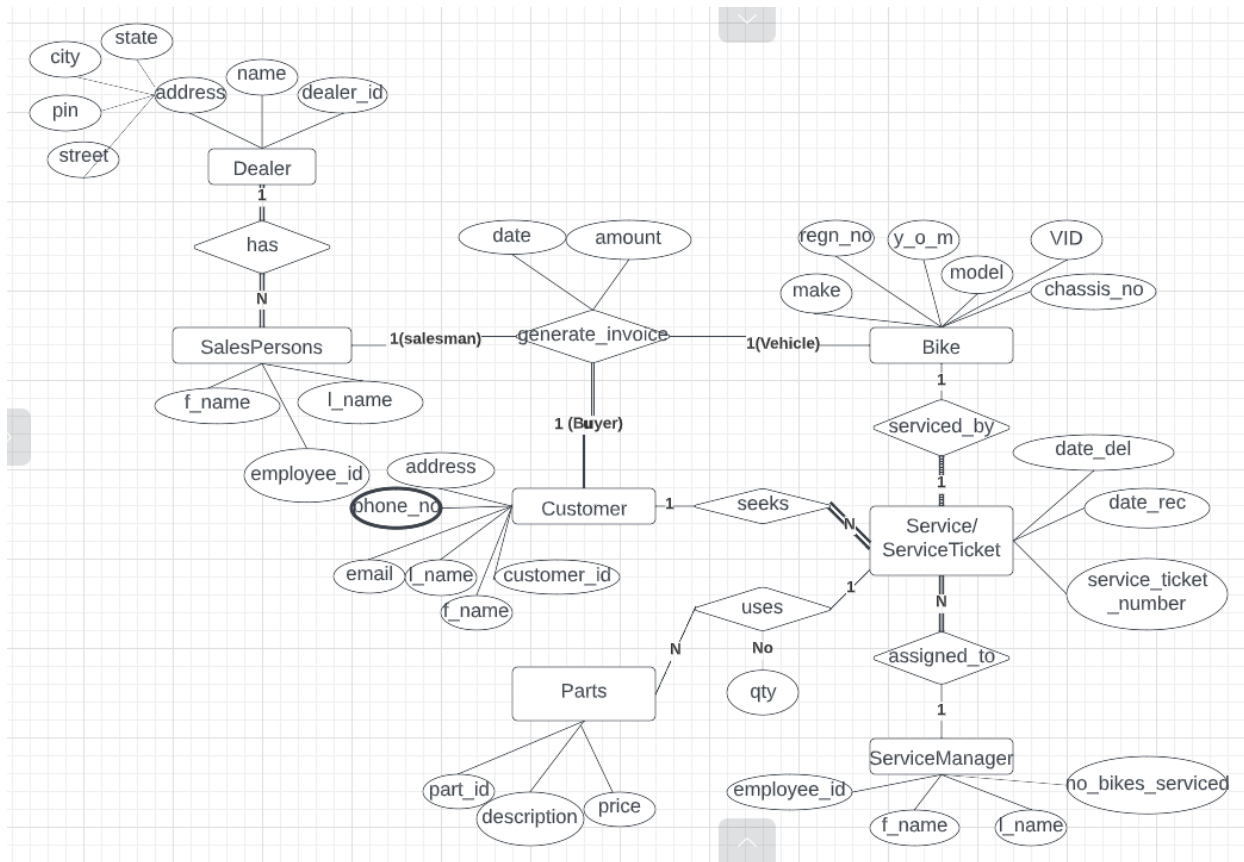 state
city
name
address
dealer_id
pin
street
Dealer
1
has
N
date
amount
regn_no
y_o_m
VID
model
make
chassis_no
SalesPersons
1(salesman)
generate_invoice
1(Vehicle)
Bike
f_name
l_name
employee_id
1 (Buyer)
1
serviced_by
1
date_del
date_rec
service_ticket
_number
address
phone_no
Customer
1
seeks
N
Service/
ServiceTicket
email
l_name
f_name
customer_id
1
uses
N
No
qty
N
assigned_to
1
Parts
part_id
description
price
ServiceManager
employee_id
no_bikes_serviced
f_name
l_name